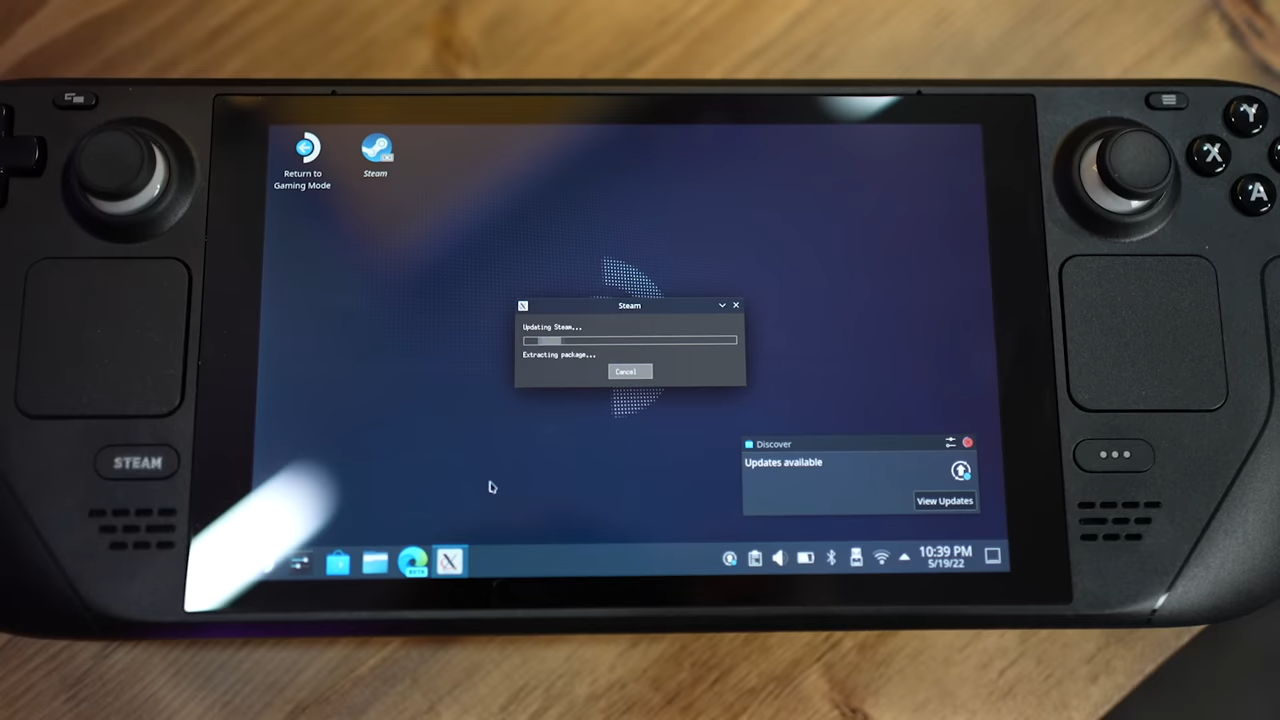 Return to
Gaming Mode
Steam
Y
X
A
Steam
Updating Steam...
Extracting package...
Cancel
Discover
Updates available
View Updates
STEAM
BETA
10:39 PM
5/19/22